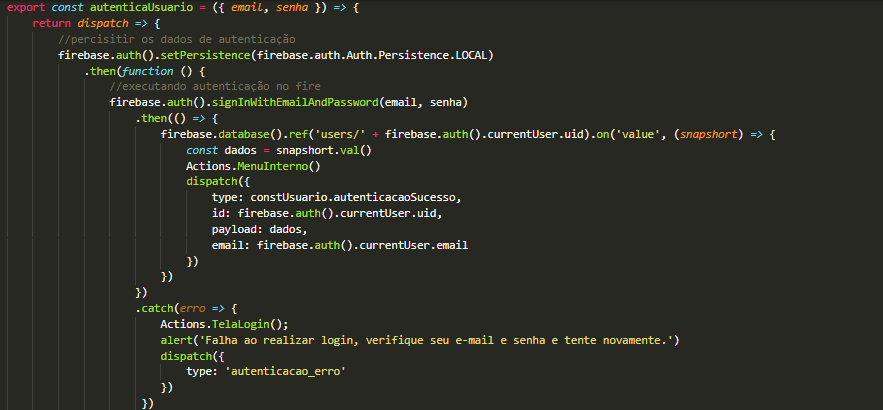 export const autenticaUsuario = ({ email, senha }) => {
    return dispatch => {
        //percisitir os dados de autenticação
        firebase.auth().setPersistence(firebase.auth.Auth.Persistence.LOCAL)
            .then(function () {
                //executando autenticação no fire
                firebase.auth().signInWithEmailAndPassword(email, senha)
                    .then(() => {
                        firebase.database().ref('users/' + firebase.auth().currentUser.uid).on('value', (snapshort) => {
                            const dados = snapshort.val()
                            Actions.MenuInterno()
                            dispatch({
                                type: constUsuario.autenticacaoSucesso,
                                id: firebase.auth().currentUser.uid,
                                payload: dados,
                                email: firebase.auth().currentUser.email
                            })
                        })
                    })
                    .catch(erro => {
                        Actions.TelaLogin();
                        alert('Falha ao realizar login, verifique seu e-mail e senha e tente novamente.')
                        dispatch({
                            type: 'autenticacao_erro'
                        })
                     })